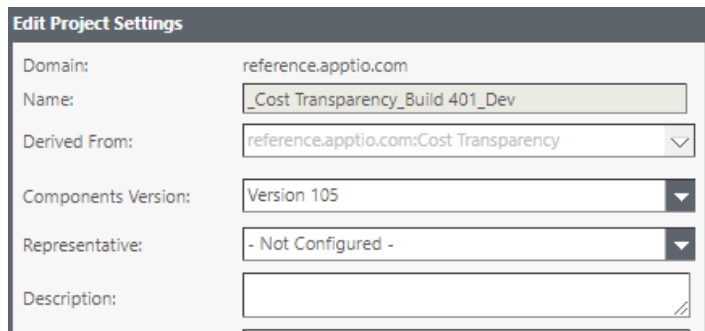 Edit Project Settings
Domain: reference.apptio.com
Name: _Cost Transparency_Build 401_Dev
Derived From: reference.apptio.com:Cost Transparency
Components Version: Version 105
Representative: - Not Configured -
Description: